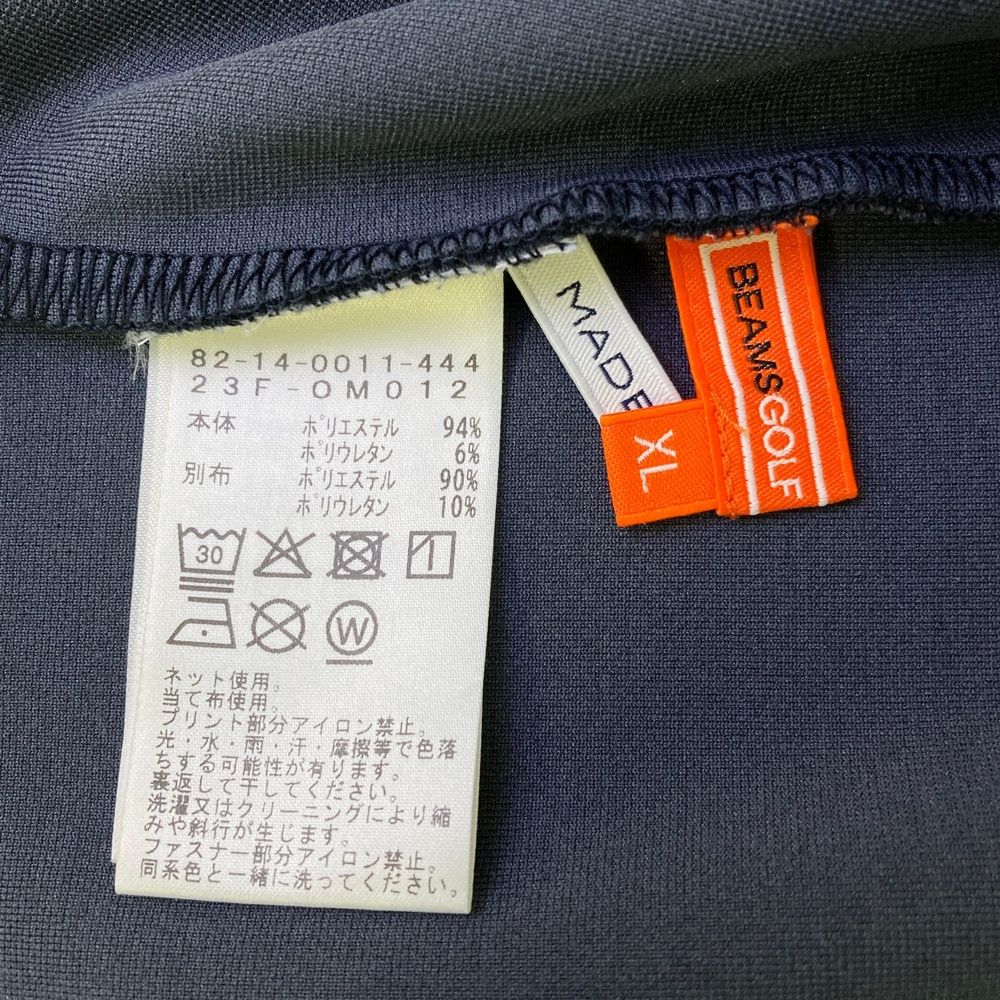 82-14-0011-444
23F-OM012
本体 ポリエステル 94%
ポリウレタン 6%
別布 ポリエステル 90%
ポリウレタン 10%
30
W
ネット使用。
当て布使用。
プリント部分アイロン禁止。
光・水・雨・汗・摩擦等で色落
ちする可能性が有ります。
裏返して干してください。
洗濯又はクリーニングにより縮
みや斜行が生じます。
ファスナー部分アイロン禁止。
同系色と一緒に洗ってください。
MADE
XL
BEAMSGOLF